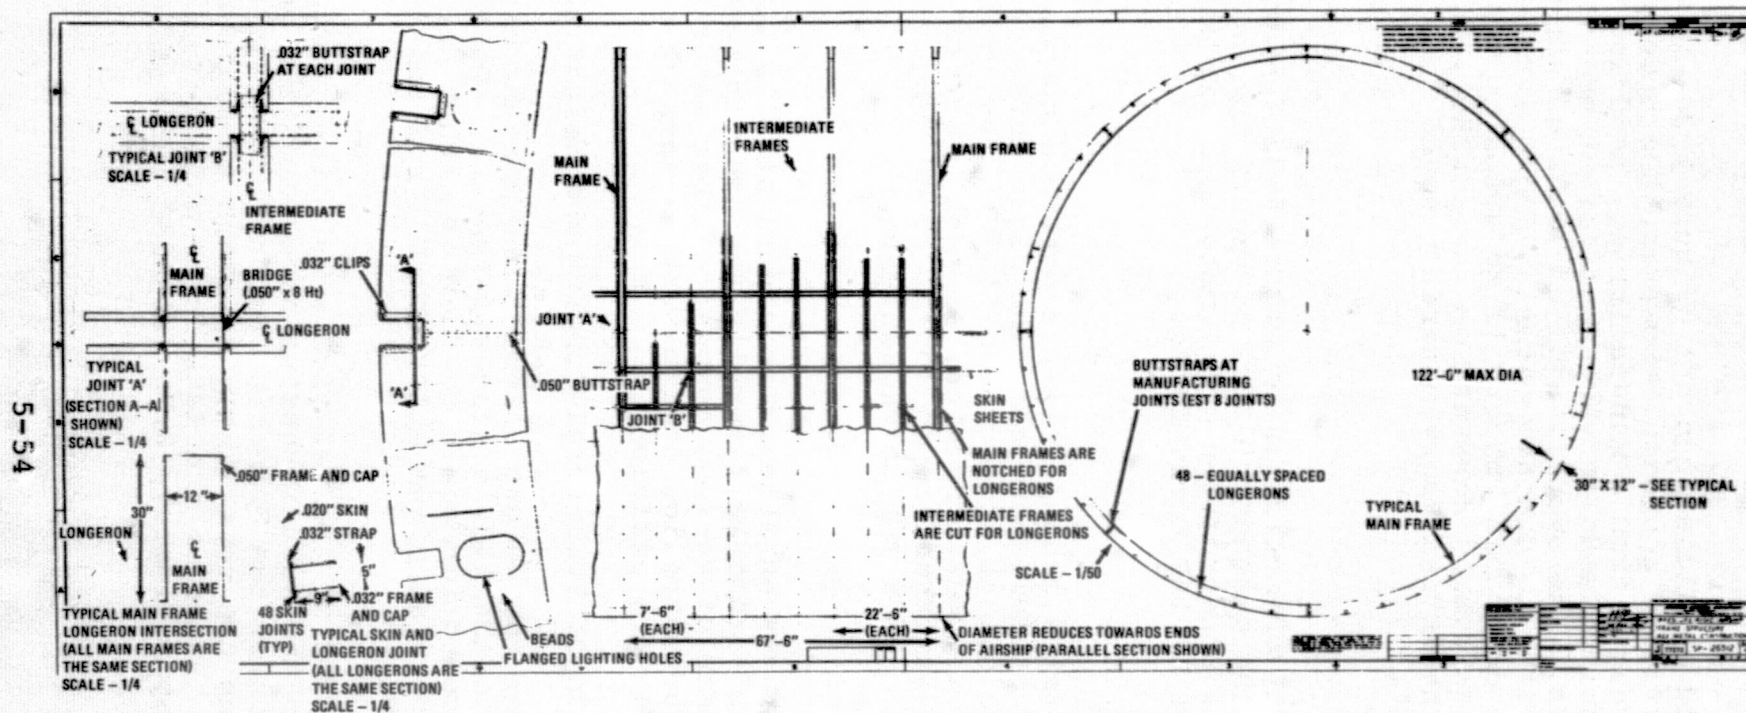 .032" BUTTSTRAP
AT EACH JOINT
℄ LONGERON
TYPICAL JOINT 'B'
SCALE – 1/4
℄
INTERMEDIATE
FRAME
℄
MAIN
FRAME
BRIDGE
(.050" x 8 Ht)
.032" CLIPS
'A'
℄ LONGERON
TYPICAL
JOINT 'A'
(SECTION A–A
SHOWN)
SCALE – 1/4
'A'
.050" BUTTSTRAP
.050" FRAME AND CAP
12"
30"
LONGERON
℄
MAIN
FRAME
.020" SKIN
.032" STRAP
5"
9"
.032" FRAME
AND CAP
48 SKIN
JOINTS
(TYP)
TYPICAL MAIN FRAME
LONGERON INTERSECTION
(ALL MAIN FRAMES ARE
THE SAME SECTION)
SCALE – 1/4
TYPICAL SKIN AND
LONGERON JOINT
(ALL LONGERONS ARE
THE SAME SECTION)
SCALE – 1/4
BEADS
FLANGED LIGHTING HOLES
MAIN
FRAME
INTERMEDIATE
FRAMES
MAIN FRAME
JOINT 'A'
JOINT 'B'
SKIN
SHEETS
MAIN FRAMES ARE
NOTCHED FOR
LONGERONS
INTERMEDIATE FRAMES
ARE CUT FOR LONGERONS
7'–6"
(EACH)
22'–6"
(EACH)
67'–6"
DIAMETER REDUCES TOWARDS ENDS
OF AIRSHIP (PARALLEL SECTION SHOWN)
BUTTSTRAPS AT
MANUFACTURING
JOINTS (EST 8 JOINTS)
122'–0" MAX DIA
48 – EQUALLY SPACED
LONGERONS
TYPICAL
MAIN FRAME
30" X 12" – SEE TYPICAL
SECTION
SCALE – 1/50
5-54